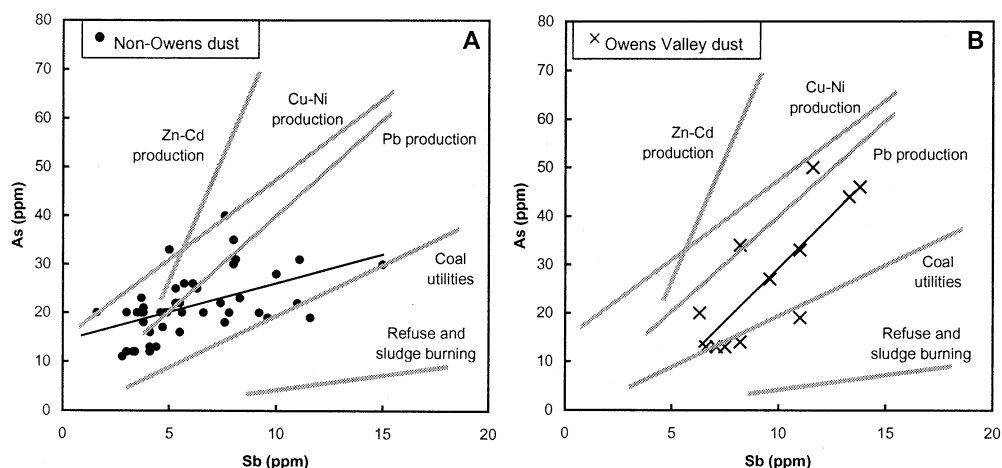 Non-Owens dust
A
80
70
60
50
40
30
20
10
0
As (ppm)
Zn-Cd
production
Cu-Ni
production
Pb production
Coal
utilities
Refuse and
sludge burning
0
5
10
15
20
Sb (ppm)
Owens Valley dust
B
80
70
60
50
40
30
20
10
0
As (ppm)
Zn-Cd
production
Cu-Ni
production
Pb production
Coal
utilities
Refuse and
sludge burning
0
5
10
15
20
Sb (ppm)